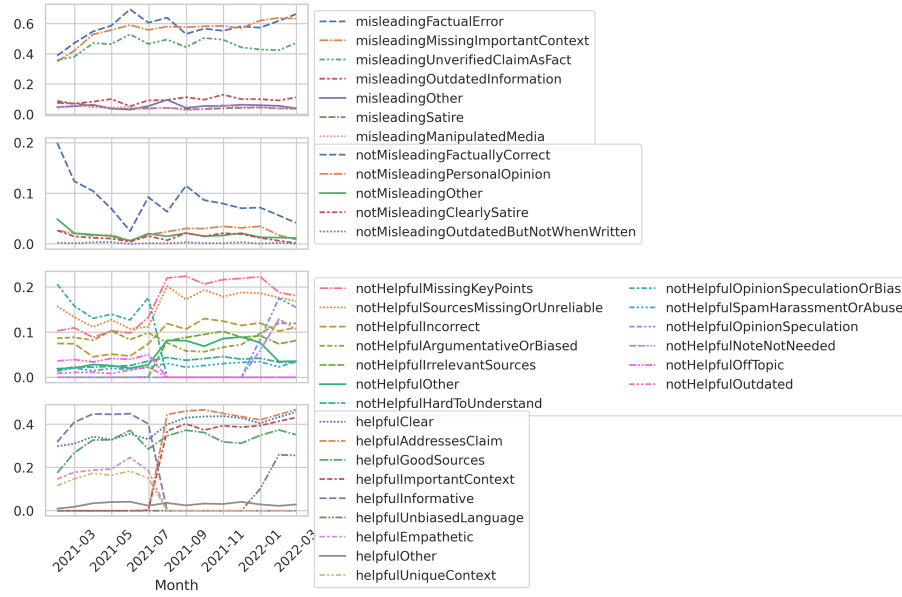 0.6
0.4
0.2
0.0
misleadingFactualError
misleadingMissingImportantContext
misleadingUnverifiedClaimAsFact
misleadingOutdatedInformation
misleadingOther
misleadingSatire
misleadingManipulatedMedia
0.2
0.1
0.0
notMisleadingFactuallyCorrect
notMisleadingPersonalOpinion
notMisleadingOther
notMisleadingClearlySatire
notMisleadingOutdatedButNotWhenWritten
0.2
0.1
0.0
notHelpfulMissingKeyPoints
notHelpfulSourcesMissingOrUnreliable
notHelpfulIncorrect
notHelpfulArgumentativeOrBiased
notHelpfulIrrelevantSources
notHelpfulOther
notHelpfulHardToUnderstand
notHelpfulOpinionSpeculationOrBias
notHelpfulSpamHarassmentOrAbuse
notHelpfulOpinionSpeculation
notHelpfulNoteNotNeeded
notHelpfulOffTopic
notHelpfulOutdated
0.4
0.2
0.0
helpfulClear
helpfulAddressesClaim
helpfulGoodSources
helpfulImportantContext
helpfulInformative
helpfulUnbiasedLanguage
helpfulEmpathetic
helpfulOther
helpfulUniqueContext
2021-03
2021-05
2021-07
2021-09
2021-11
2022-01
2022-03
Month